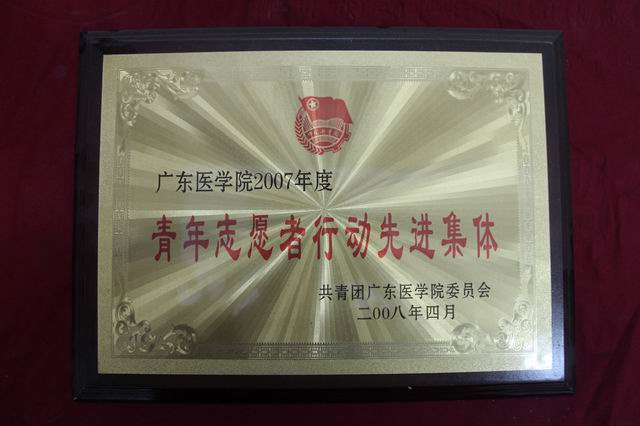 广东医学院2007年度
青年志愿者行动先进集体
共青团广东医学院委员会
二00八年四月